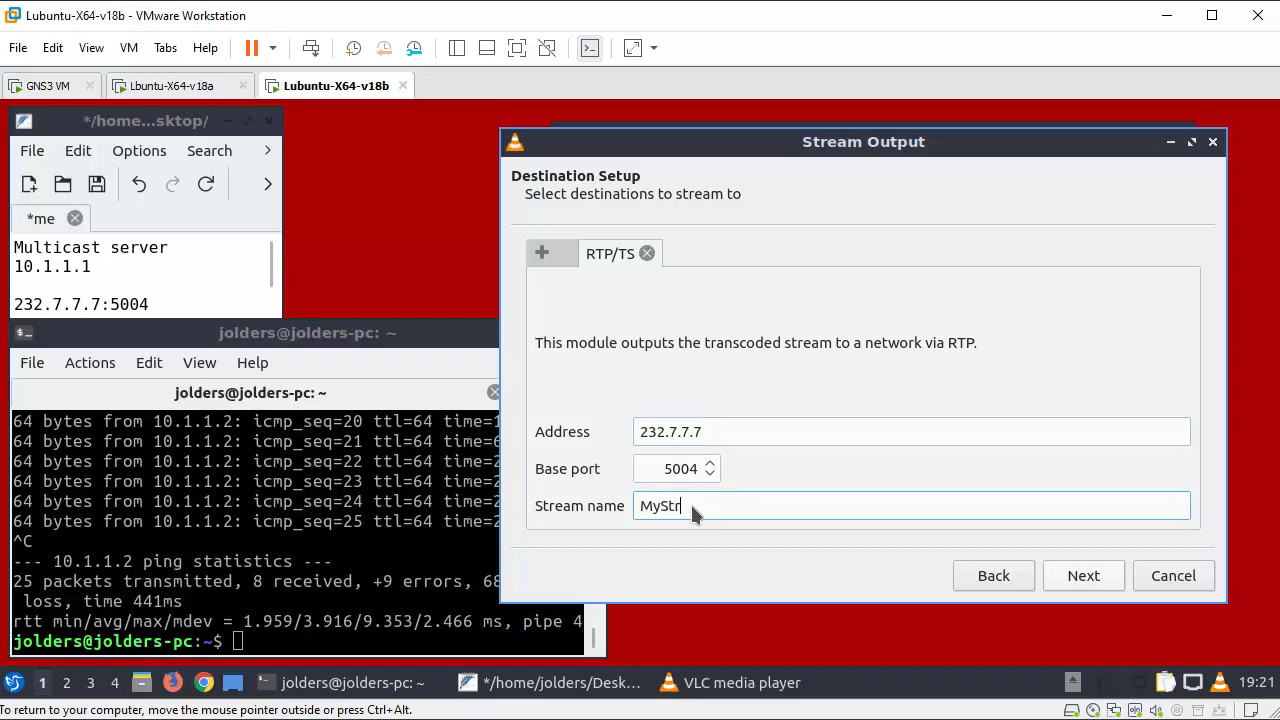 Lubuntu-X64-v18b - VMware Workstation
File Edit View VM Tabs Help
GNS3 VM Lbuntu-X64-v18a Lubuntu-X64-v18b
*/home...sktop/
File Edit Options Search
*me
Multicast server
10.1.1.1
232.7.7.7:5004
Stream Output
Destination Setup
Select destinations to stream to
RTP/TS
This module outputs the transcoded stream to a network via RTP.
Address 232.7.7.7
Base port 5004
Stream name MyStr
Back Next Cancel
jolders@jolders-pc: ~
File Actions Edit View Help
jolders@jolders-pc: ~
64 bytes from 10.1.1.2: icmp_seq=20 ttl=64 time=1
64 bytes from 10.1.1.2: icmp_seq=21 ttl=64 time=6
64 bytes from 10.1.1.2: icmp_seq=22 ttl=64 time=2
64 bytes from 10.1.1.2: icmp_seq=23 ttl=64 time=2
64 bytes from 10.1.1.2: icmp_seq=24 ttl=64 time=2
64 bytes from 10.1.1.2: icmp_seq=25 ttl=64 time=2
^C
--- 10.1.1.2 ping statistics ---
25 packets transmitted, 8 received, +9 errors, 68
loss, time 441ms
rtt min/avg/max/mdev = 1.959/3.916/9.353/2.466 ms, pipe 4
jolders@jolders-pc:~$
1 2 3 4 jolders@jolders-pc: ~ */home/jolders/Desk... VLC media player 19:21
To return to your computer, move the mouse pointer outside or press Ctrl+Alt.